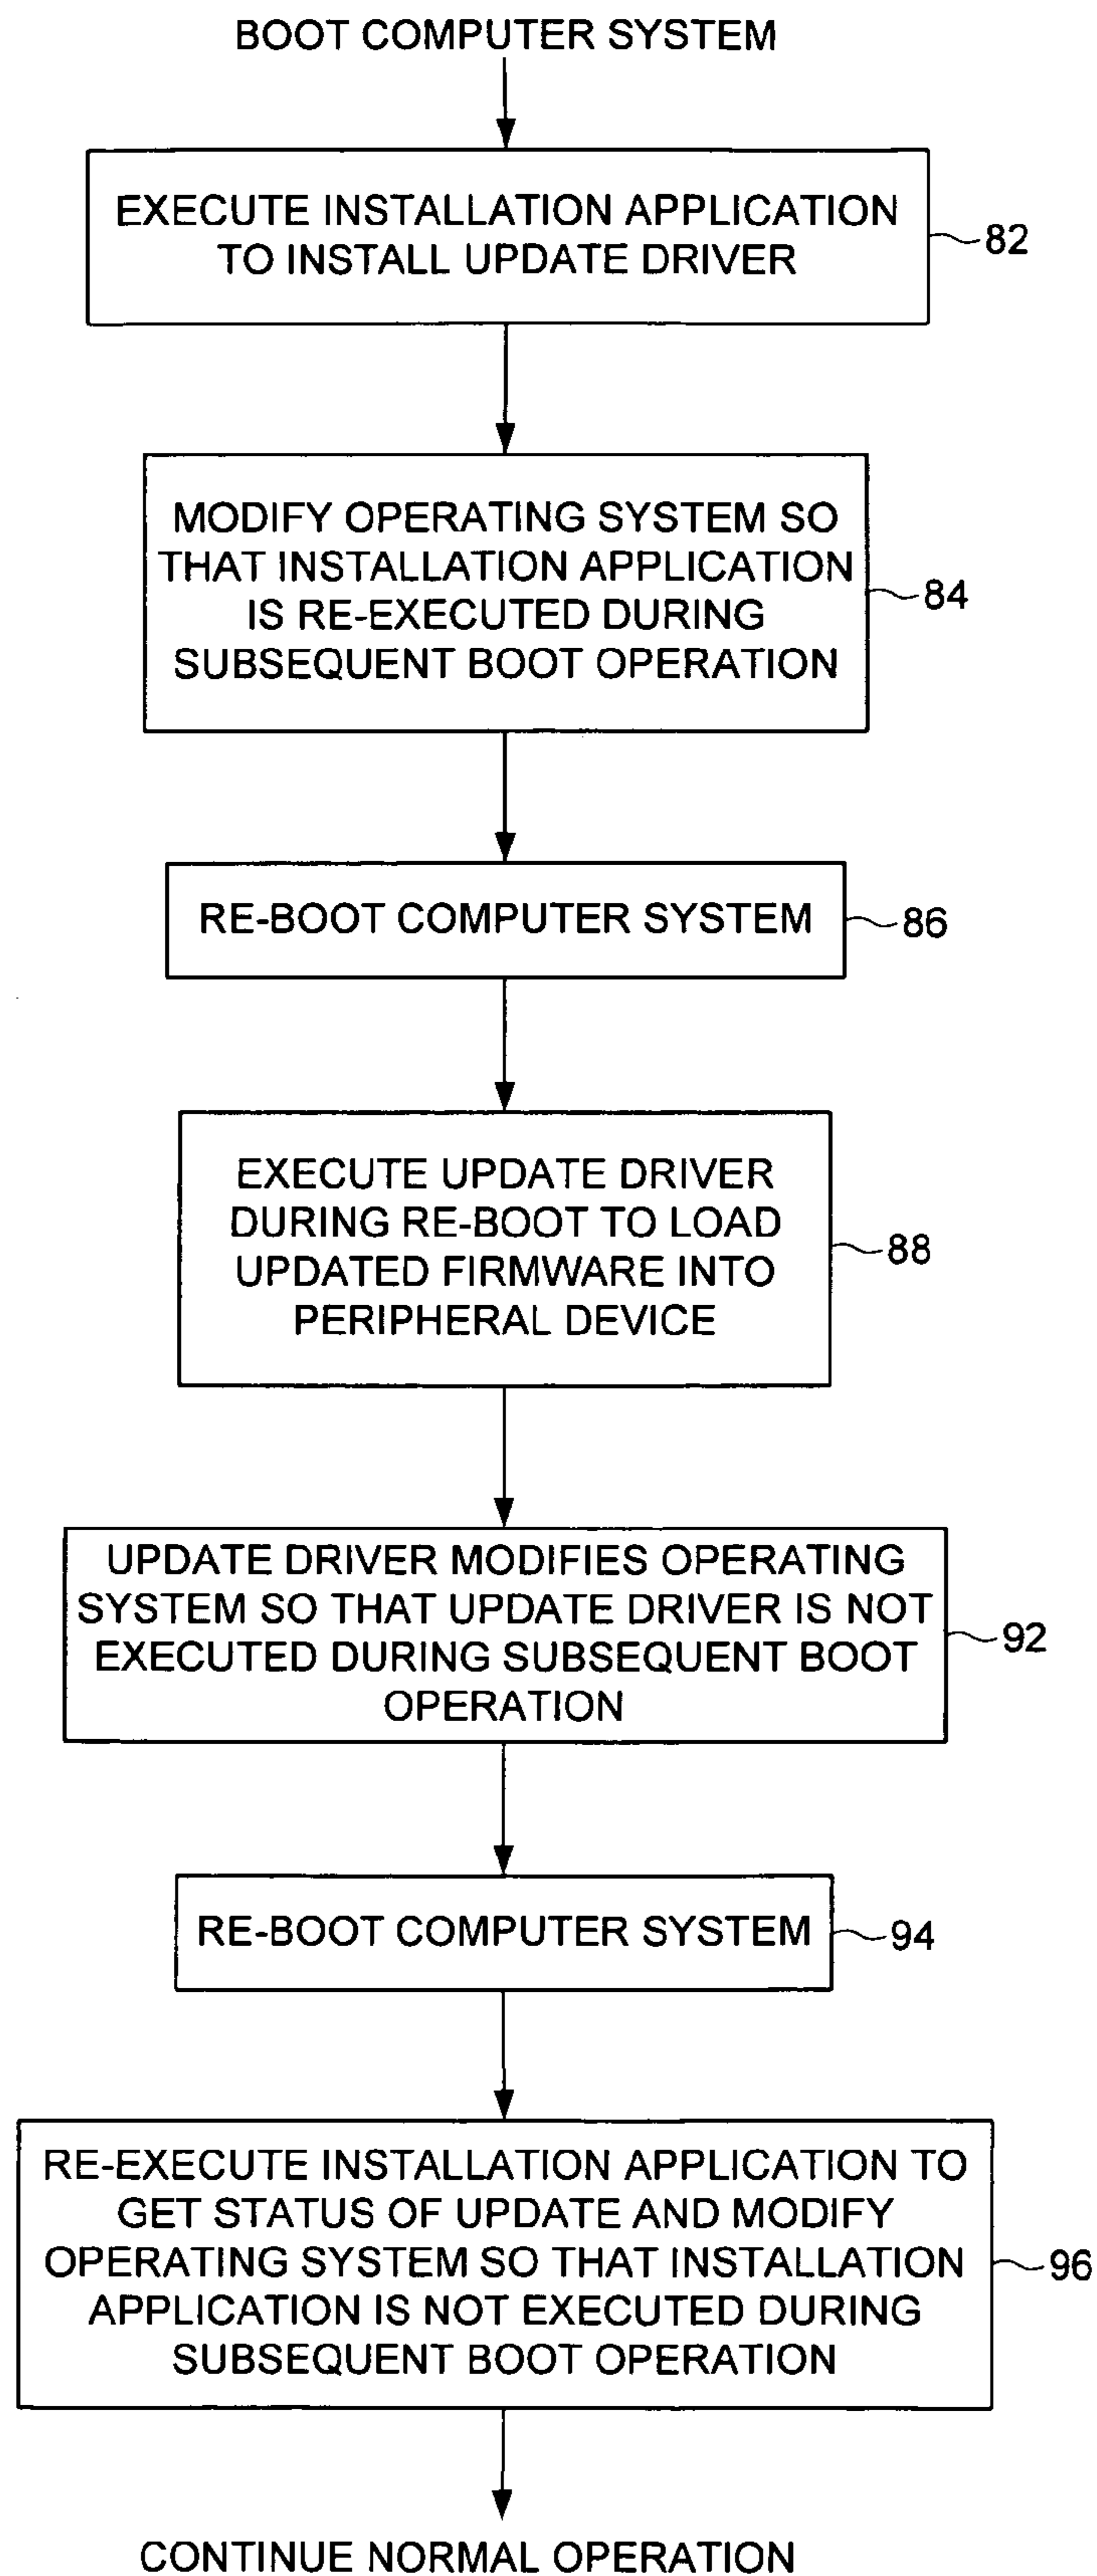 BOOT COMPUTER SYSTEM
EXECUTE INSTALLATION APPLICATION
TO INSTALL UPDATE DRIVER
82
MODIFY OPERATING SYSTEM SO
THAT INSTALLATION APPLICATION
IS RE-EXECUTED DURING
SUBSEQUENT BOOT OPERATION
84
RE-BOOT COMPUTER SYSTEM
86
EXECUTE UPDATE DRIVER
DURING RE-BOOT TO LOAD
UPDATED FIRMWARE INTO
PERIPHERAL DEVICE
88
UPDATE DRIVER MODIFIES OPERATING
SYSTEM SO THAT UPDATE DRIVER IS NOT
EXECUTED DURING SUBSEQUENT BOOT
OPERATION
92
RE-BOOT COMPUTER SYSTEM
94
RE-EXECUTE INSTALLATION APPLICATION TO
GET STATUS OF UPDATE AND MODIFY
OPERATING SYSTEM SO THAT INSTALLATION
APPLICATION IS NOT EXECUTED DURING
SUBSEQUENT BOOT OPERATION
96
CONTINUE NORMAL OPERATION